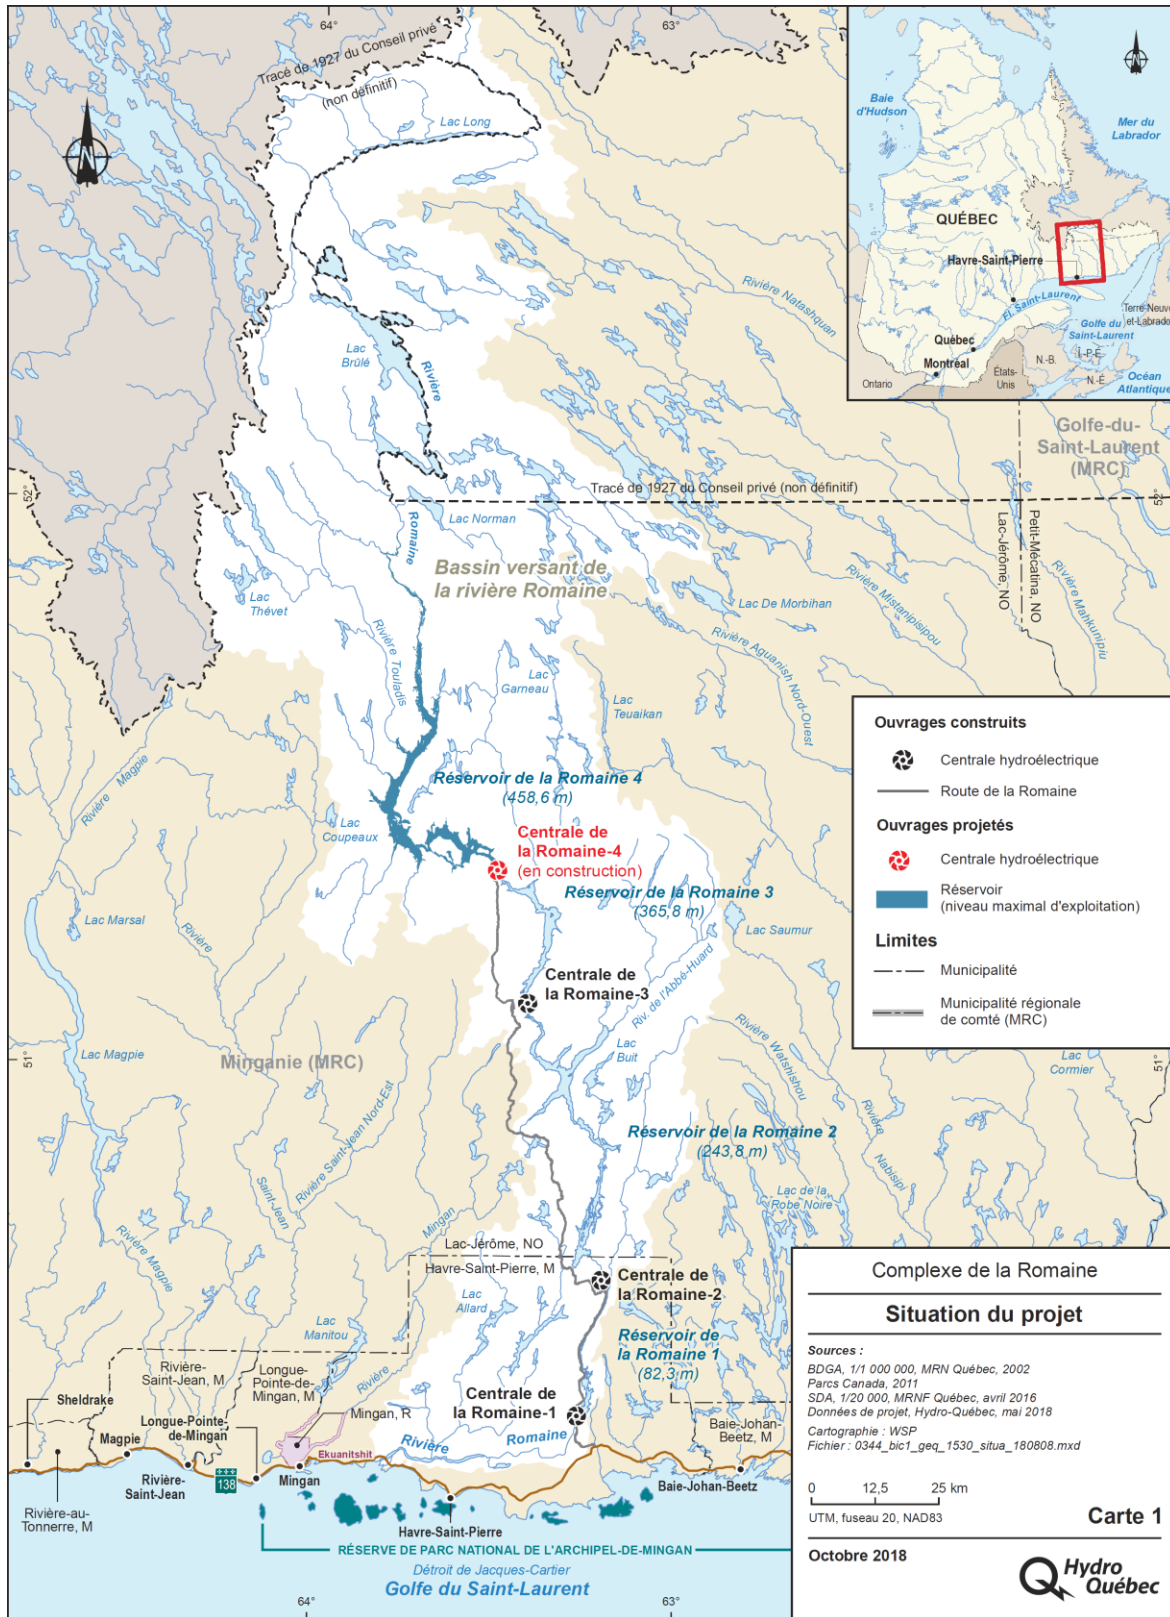 64°
63°
Tracé de 1927 du Conseil privé
(non définitif)
Lac Long
Baie
d'Hudson
Mer du
Labrador
QUÉBEC
Havre-Saint-Pierre
Fl. Saint-Laurent
Golfe du
Saint-Laurent
Terre-Neuve-
et-Labrador
Québec
Montréal
Ontario
États-
Unis
N.-B.
Î.-P.-É.
N.-É.
Océan
Atlantique
Rivière Natashquan
Lac
Brûlé
Rivière
Golfe-du-
Saint-Laurent
(MRC)
52°
52°
Tracé de 1927 du Conseil privé (non définitif)
Lac Norman
Romaine
Bassin versant de
la rivière Romaine
Lac-Jérôme, NO
Petit-Mécatina, NO
Lac
Thévet
Lac De Morbihan
Rivière Mistanipisipou
Rivière Mahkunipiu
Rivière Touladis
Rivière Aguanish Nord-Ouest
Lac
Garneau
Lac
Teuaikan
Rivière Magpie
Réservoir de la Romaine 4
(458,6 m)
Lac
Coupeaux
Centrale de
la Romaine-4
(en construction)
Réservoir de la Romaine 3
(365,8 m)
Lac Marsal
Rivière
Lac Saumur
Centrale de
la Romaine-3
Riv. de l'Abbé-Huard
Lac
Buit
Rivière Watshishou
Lac Magpie
Minganie (MRC)
51°
51°
Lac
Cormier
Rivière Saint-Jean Nord-Est
Réservoir de la Romaine 2
(243,8 m)
Rivière
Nabisipi
Saint-Jean
Mingan
Lac de la
Robe Noire
Rivière Magpie
Lac-Jérôme, NO
Havre-Saint-Pierre, M
Centrale de
la Romaine-2
Lac
Allard
Lac
Manitou
Réservoir de
la Romaine 1
(82,3 m)
Rivière-
Saint-Jean, M
Longue-
Pointe-de-
Mingan, M
Rivière
Sheldrake
Longue-Pointe-
de-Mingan
Mingan, R
Centrale de
la Romaine-1
Baie-Johan-
Beetz, M
Magpie
Ekuanitshit
Rivière
Romaine
Rivière-
Saint-Jean
138
Mingan
Baie-Johan-Beetz
Rivière-au-
Tonnerre, M
Havre-Saint-Pierre
RÉSERVE DE PARC NATIONAL DE L'ARCHIPEL-DE-MINGAN
Détroit de Jacques-Cartier
Golfe du Saint-Laurent
64°
63°
Ouvrages construits
Centrale hydroélectrique
Route de la Romaine
Ouvrages projetés
Centrale hydroélectrique
Réservoir
(niveau maximal d'exploitation)
Limites
Municipalité
Municipalité régionale
de comté (MRC)
Complexe de la Romaine
Situation du projet
Sources :
BDGA, 1/1 000 000, MRN Québec, 2002
Parcs Canada, 2011
SDA, 1/20 000, MRNF Québec, avril 2016
Données de projet, Hydro-Québec, mai 2018
Cartographie : WSP
Fichier : 0344_bic1_geq_1530_situa_180808.mxd
0 12,5 25 km
UTM, fuseau 20, NAD83
Carte 1
Octobre 2018
Hydro
Québec